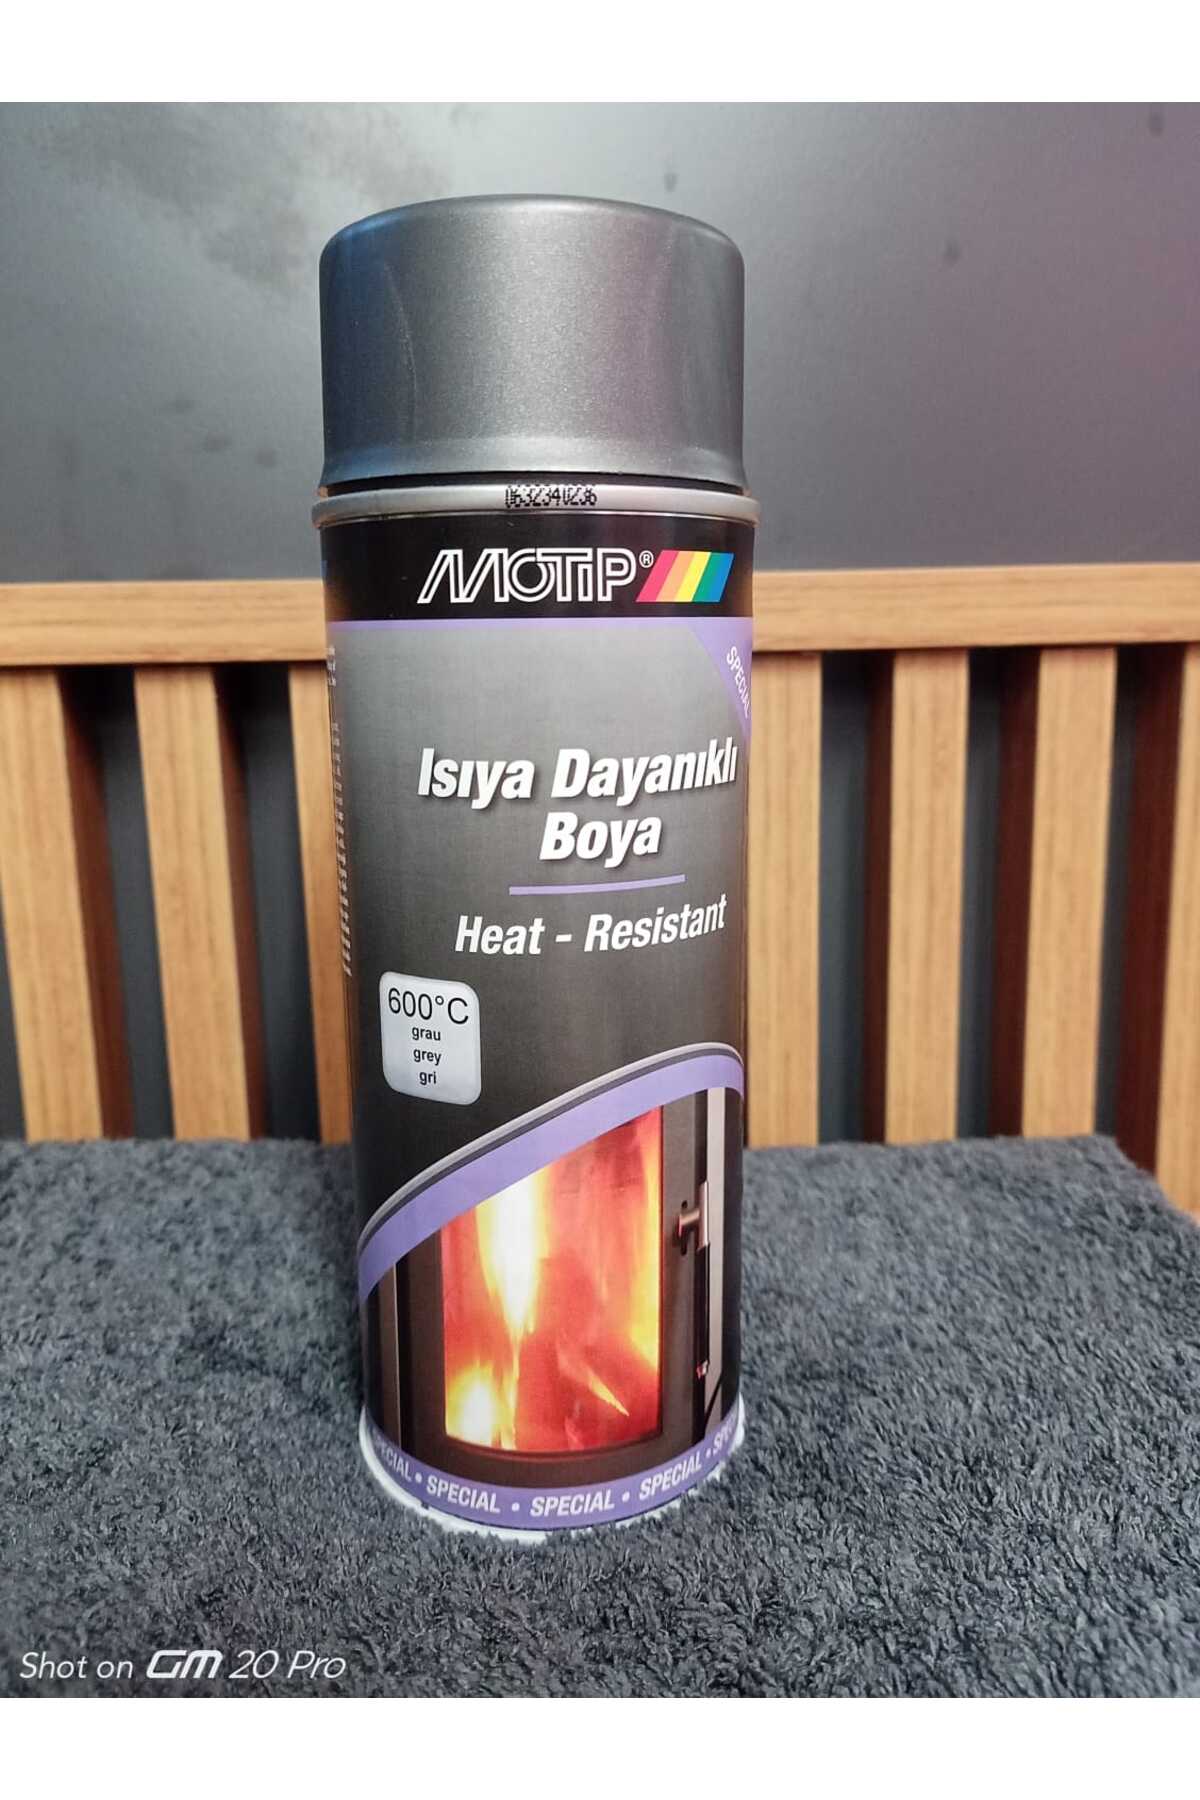 0632340236
MOTIP®
SPECIAL
Isıya Dayanıklı
Boya
Heat - Resistant
600°C
grau
grey
gri
SPECIAL • SPECIAL • SPECIAL • SPECIAL
Shot on GM 20 Pro